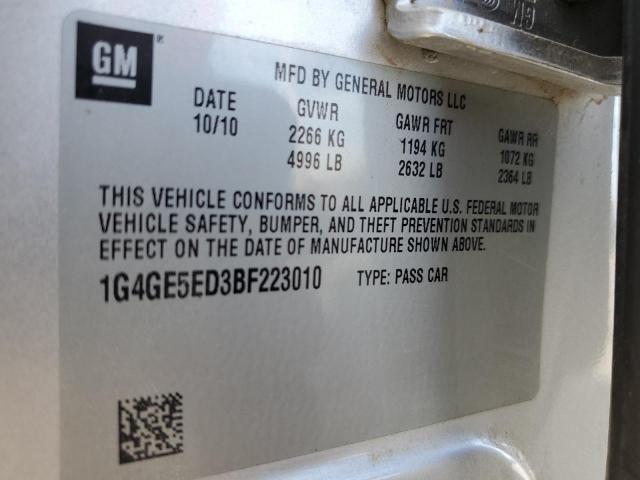 GM
MFD BY GENERAL MOTORS LLC
DATE GVWR GAWR FRT GAWR RR
10/10 2266 KG 1194 KG 1072 KG
4996 LB 2632 LB 2364 LB
THIS VEHICLE CONFORMS TO ALL APPLICABLE U.S. FEDERAL MOTOR
VEHICLE SAFETY, BUMPER, AND THEFT PREVENTION STANDARDS IN
EFFECT ON THE DATE OF MANUFACTURE SHOWN ABOVE.
1G4GE5ED3BF223010 TYPE: PASS CAR